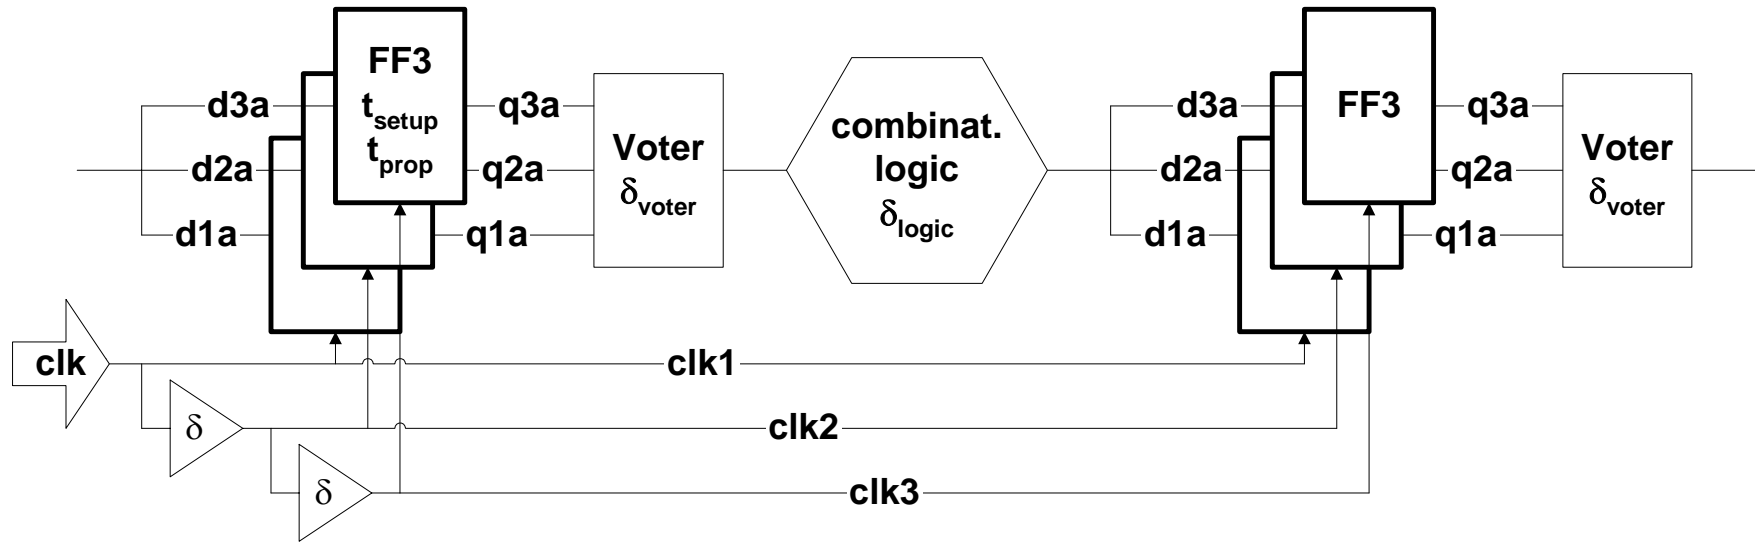 FF3
t_setup
t_prop
d3a
d2a
d1a
q3a
q2a
q1a
Voter
δ_voter
combinat.
logic
δ_logic
d3a
d2a
d1a
FF3
q3a
q2a
q1a
Voter
δ_voter
clk
clk1
δ
clk2
δ
clk3